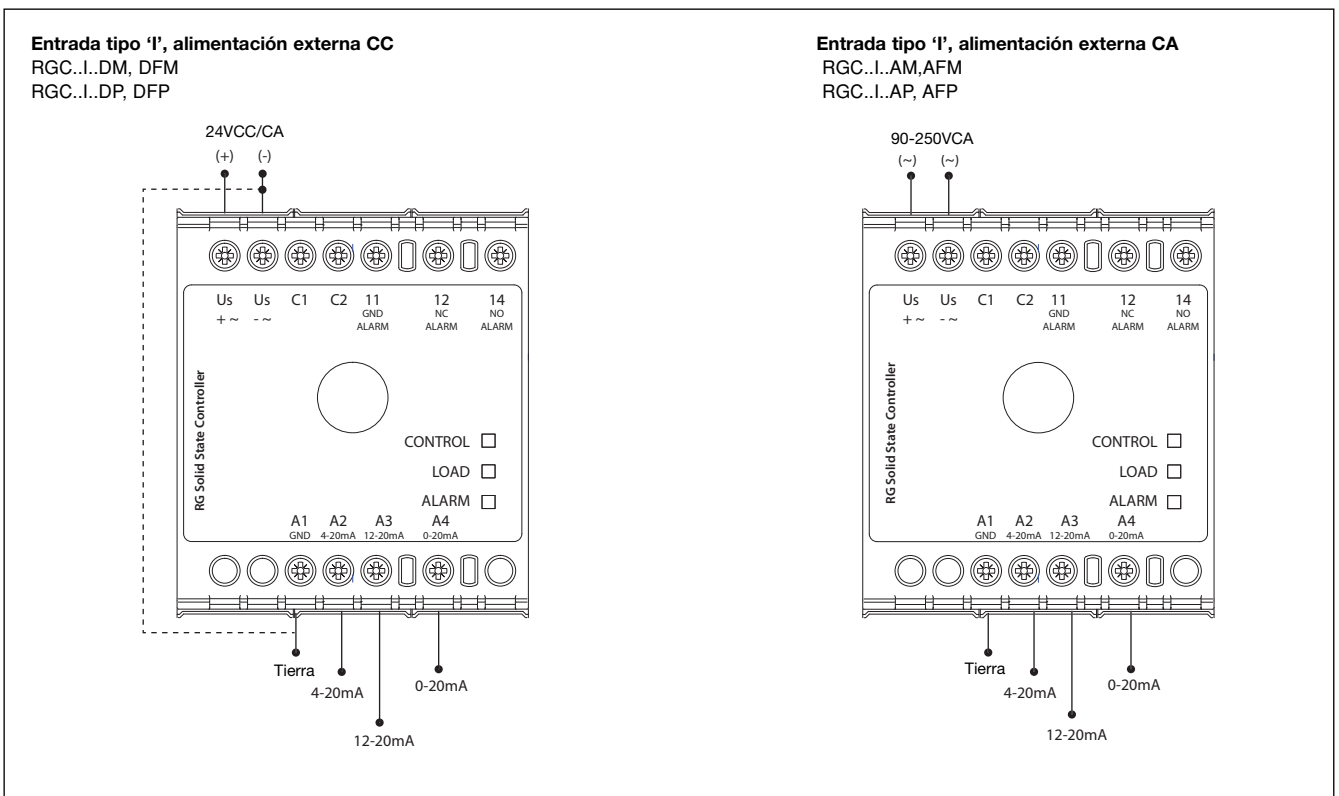 Entrada tipo ‘I’, alimentación externa CC
RGC..I..DM, DFM
RGC..I..DP, DFP
24VCC/CA
(+) (-)
Us Us C1 C2 11 12 14
+ ~ - ~ GND NC NO
ALARM ALARM ALARM
RG Solid State Controller
CONTROL
LOAD
ALARM
A1 A2 A3 A4
GND 4-20mA 12-20mA 0-20mA
Tierra
4-20mA
0-20mA
12-20mA
Entrada tipo ‘I’, alimentación externa CA
RGC..I..AM,AFM
RGC..I..AP, AFP
90-250VCA
(~) (~)
Us Us C1 C2 11 12 14
+ ~ - ~ GND NC NO
ALARM ALARM ALARM
RG Solid State Controller
CONTROL
LOAD
ALARM
A1 A2 A3 A4
GND 4-20mA 12-20mA 0-20mA
Tierra
4-20mA
0-20mA
12-20mA